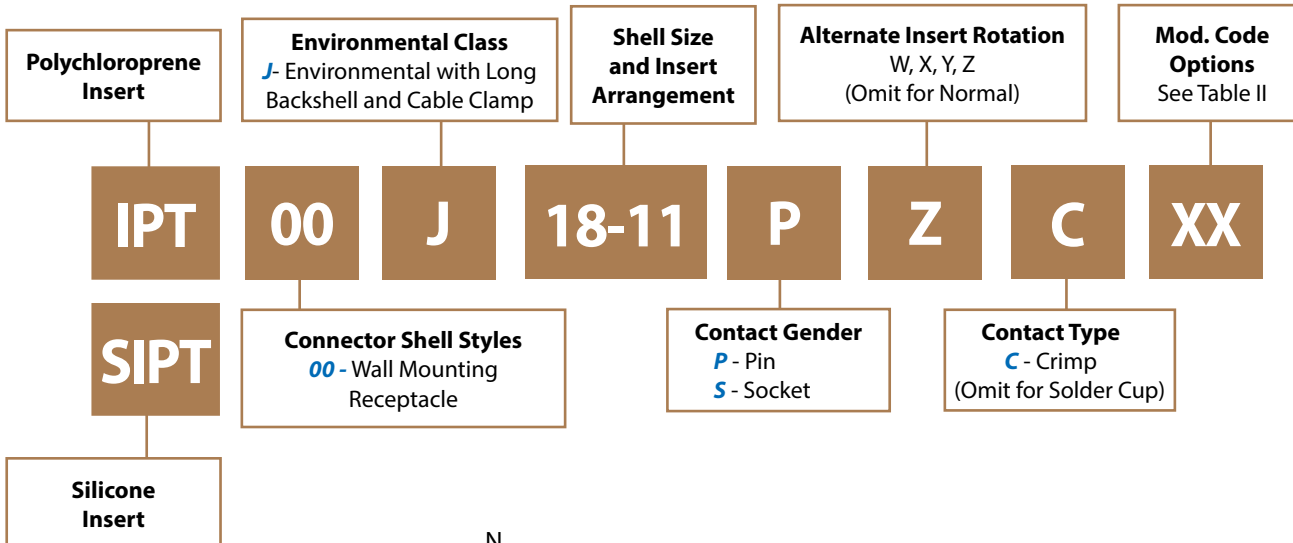 Polychloroprene
Insert
Environmental Class
J- Environmental with Long
Backshell and Cable Clamp
Shell Size
and Insert
Arrangement
Alternate Insert Rotation
W, X, Y, Z
(Omit for Normal)
Mod. Code
Options
See Table II
IPT 00 J 18-11 P Z C XX
SIPT
Connector Shell Styles
00 - Wall Mounting
Receptacle
Contact Gender
P - Pin
S - Socket
Contact Type
C - Crimp
(Omit for Solder Cup)
Silicone
Insert
N